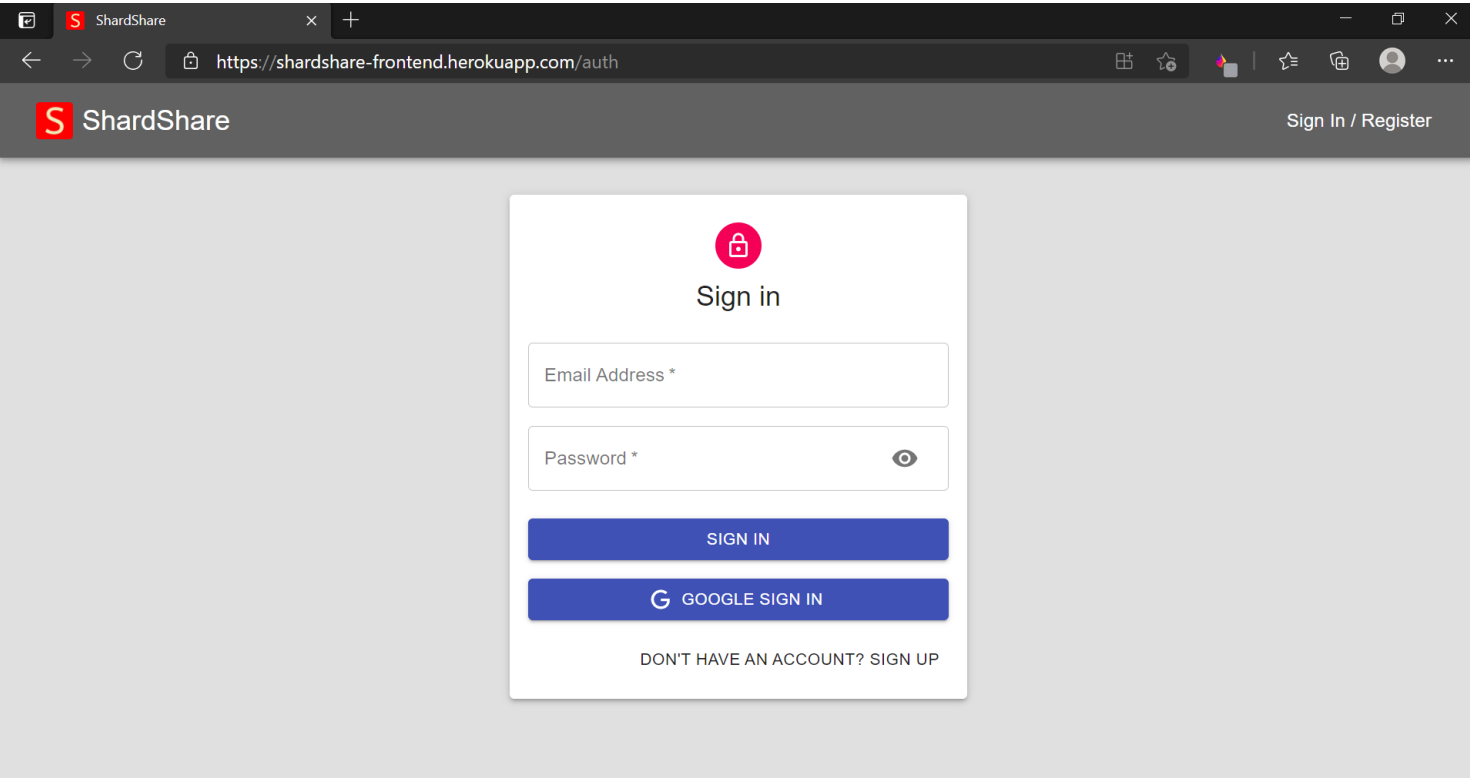 S ShardShare
https://shardshare-frontend.herokuapp.com/auth
S ShardShare
Sign In / Register
Sign in
Email Address *
Password *
SIGN IN
G GOOGLE SIGN IN
DON'T HAVE AN ACCOUNT? SIGN UP